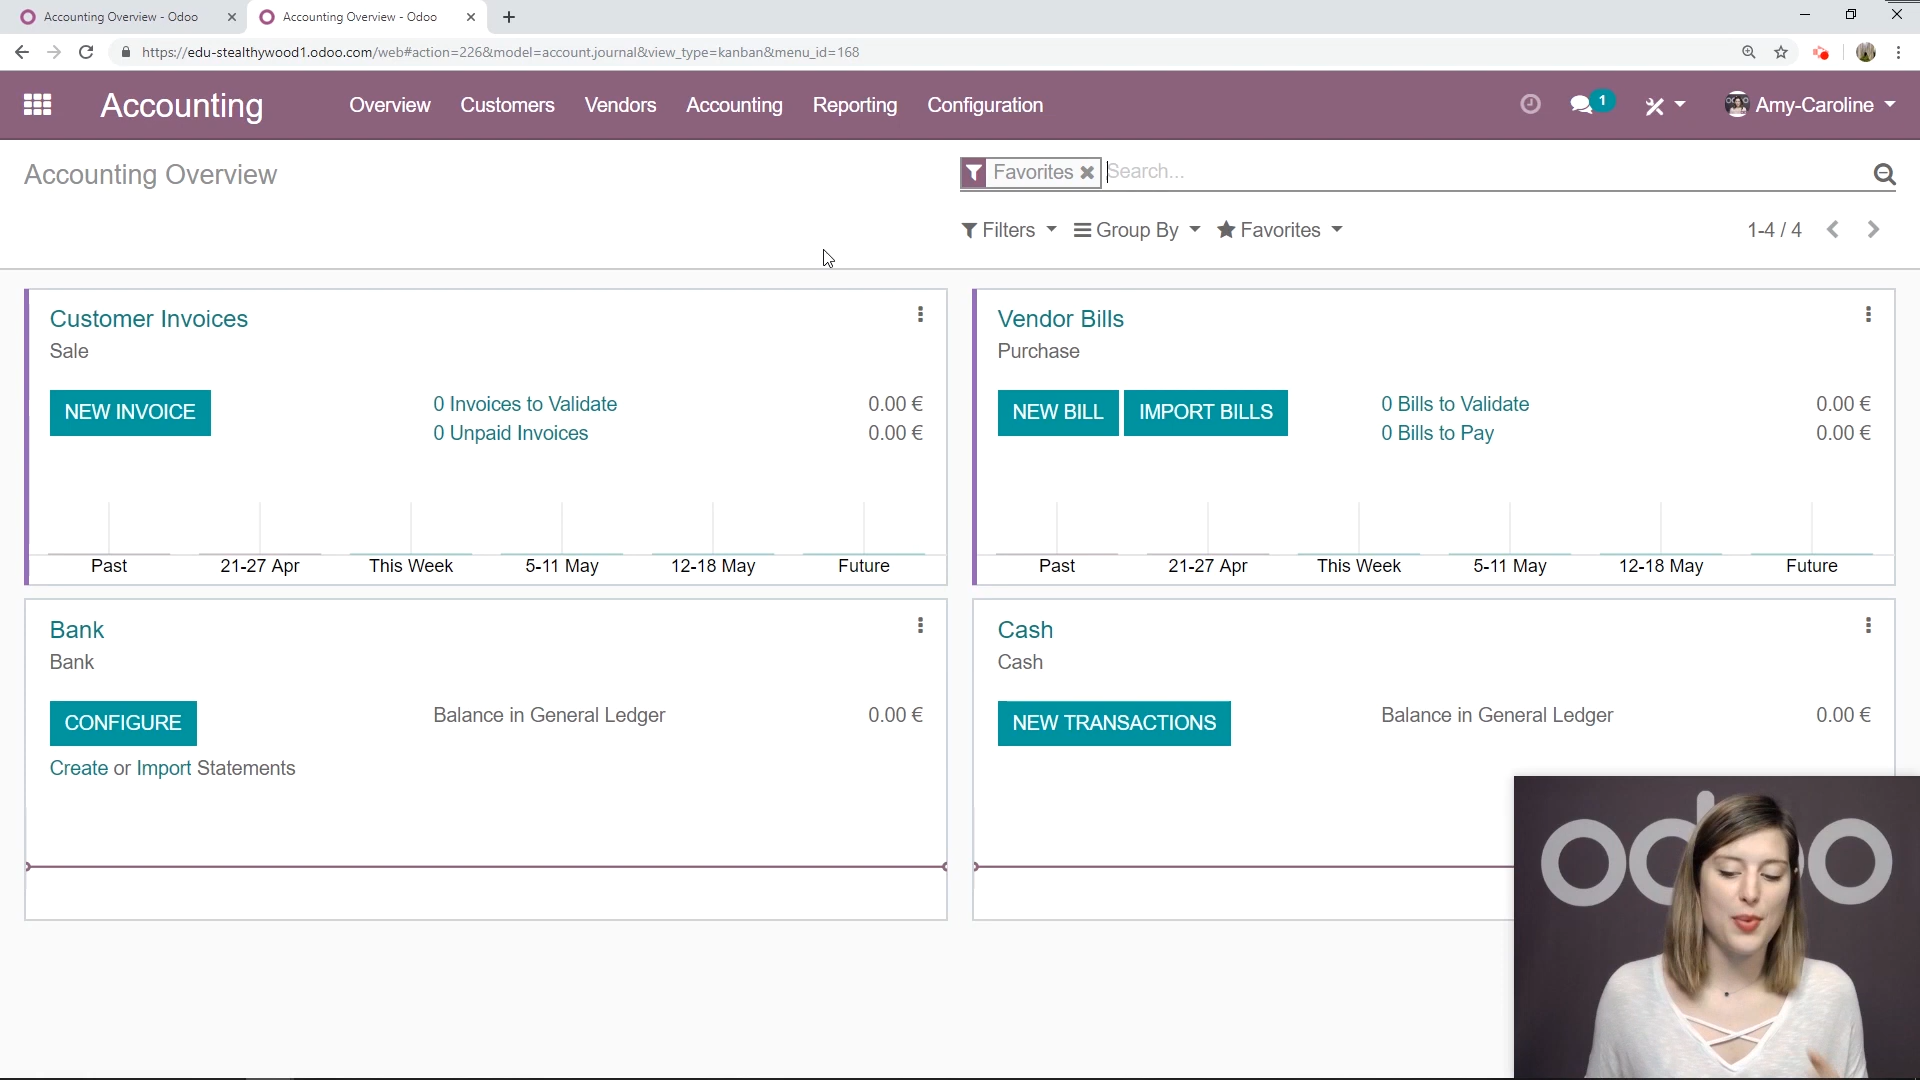 Accounting Overview - Odoo
Accounting Overview - Odoo
https://edu-stealthywood1.odoo.com/web#action=226&model=account.journal&view_type=kanban&menu_id=168
Accounting
Overview
Customers
Vendors
Accounting
Reporting
Configuration
1
Amy-Caroline
Accounting Overview
Favorites
Search...
Filters
Group By
Favorites
1-4 / 4
Customer Invoices
Sale
NEW INVOICE
0 Invoices to Validate 0.00 €
0 Unpaid Invoices 0.00 €
Past 21-27 Apr This Week 5-11 May 12-18 May Future
Vendor Bills
Purchase
NEW BILL
IMPORT BILLS
0 Bills to Validate 0.00 €
0 Bills to Pay 0.00 €
Past 21-27 Apr This Week 5-11 May 12-18 May Future
Bank
Bank
CONFIGURE
Balance in General Ledger 0.00 €
Create or Import Statements
Cash
Cash
NEW TRANSACTIONS
Balance in General Ledger 0.00 €
odoo